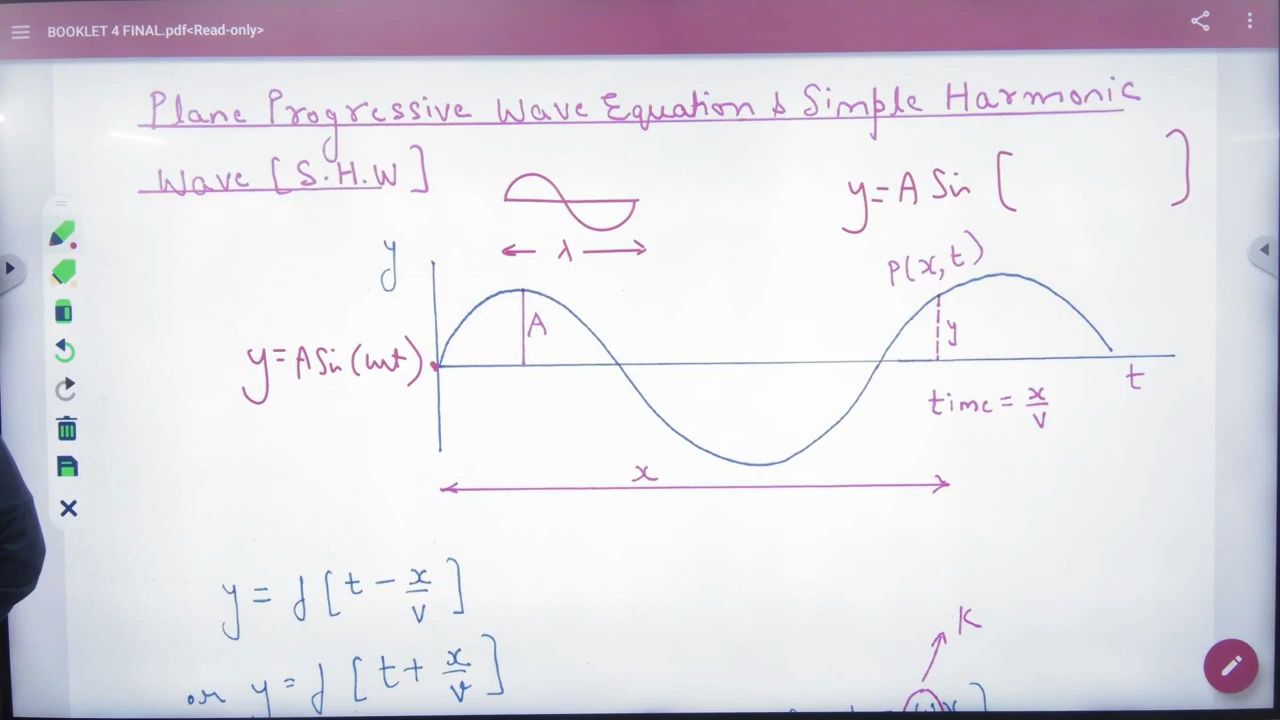 BOOKLET 4 FINAL.pdf<Read-only>
Plane Progressive Wave Equation & Simple Harmonic
Wave [S.H.W]
y = A Sin [ ]
λ
y
P(x, t)
A
y
y = A Sin (ωt)
t
time = x/v
x
y = f [t - x/v]
K
or y = f [t + x/v]